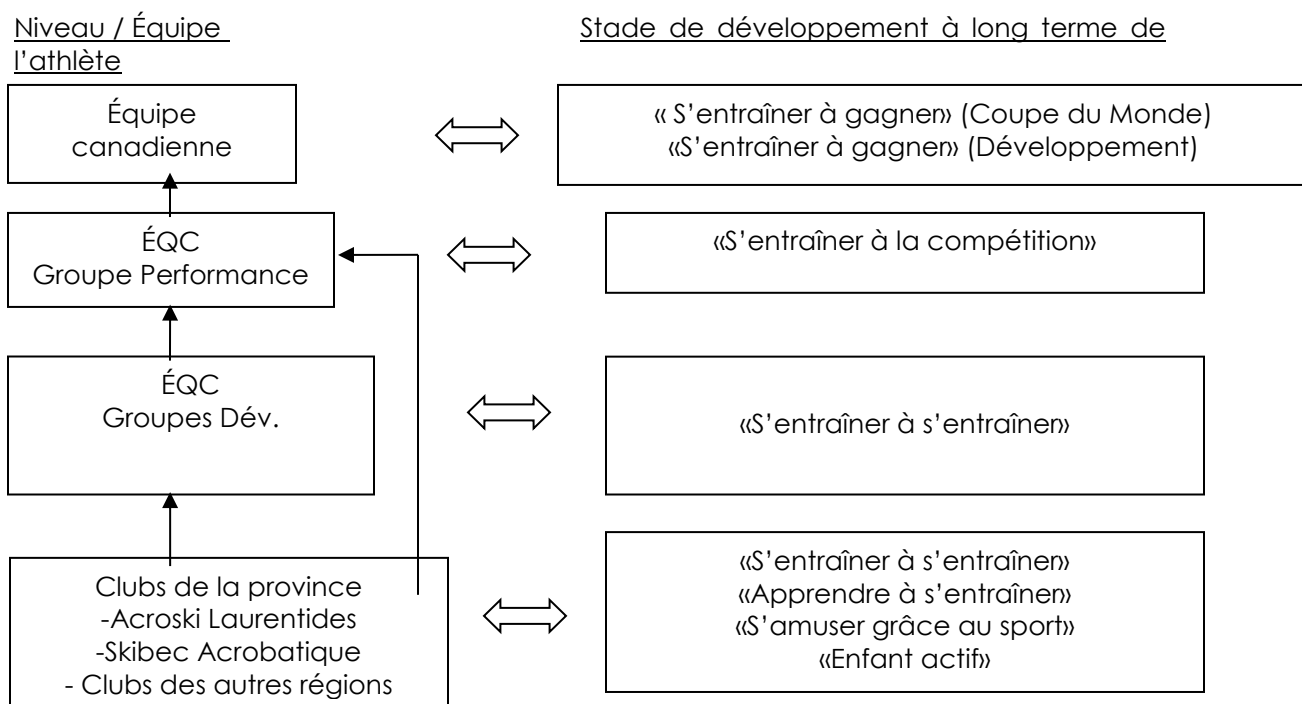 Niveau / Équipe Stade de développement à long terme de
l’athlète
Équipe
canadienne
« S’entraîner à gagner» (Coupe du Monde)
«S’entraîner à gagner» (Développement)
ÉQC
Groupe Performance
«S’entraîner à la compétition»
ÉQC
Groupes Dév.
«S’entraîner à s’entraîner»
Clubs de la province
-Acroski Laurentides
-Skibec Acrobatique
- Clubs des autres régions
«S’entraîner à s’entraîner»
«Apprendre à s’entraîner»
«S’amuser grâce au sport»
«Enfant actif»